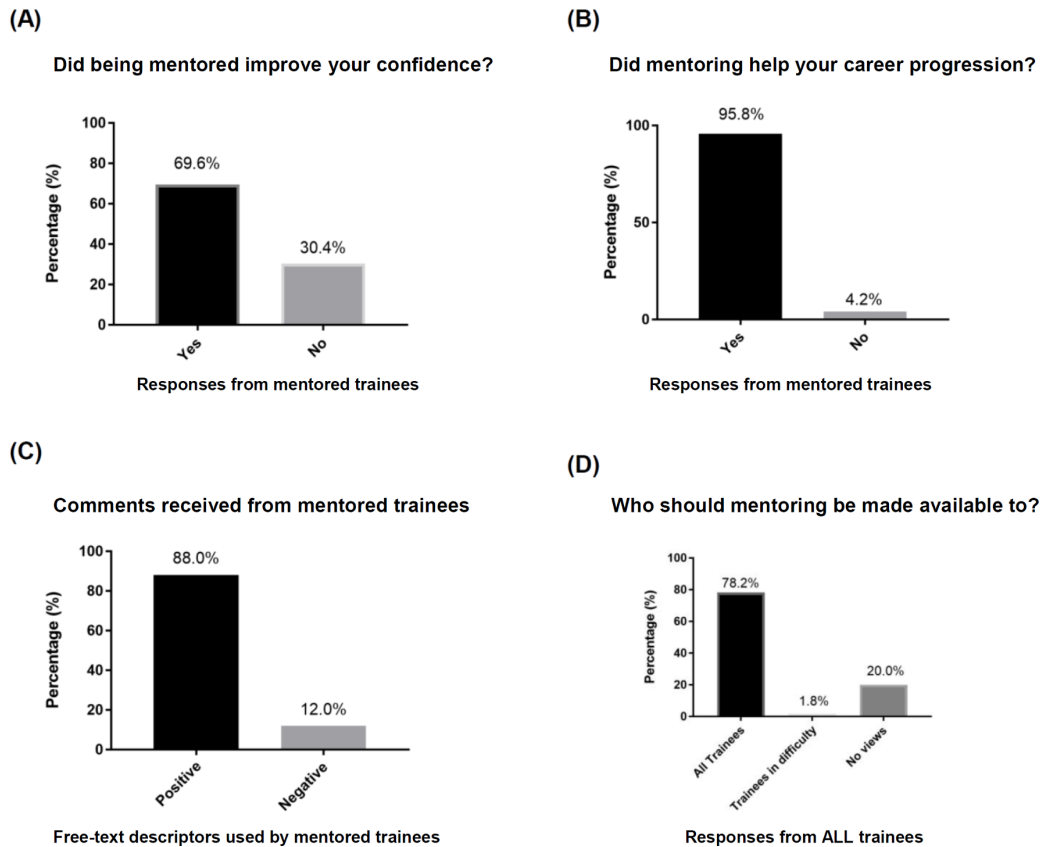 (A)
Did being mentored improve your confidence?
Percentage (%)
100
80
60
40
20
0
69.6%
30.4%
Yes
No
Responses from mentored trainees
(B)
Did mentoring help your career progression?
Percentage (%)
100
50
0
95.8%
4.2%
Yes
No
Responses from mentored trainees
(C)
Comments received from mentored trainees
Percentage (%)
100
80
60
40
20
0
88.0%
12.0%
Positive
Negative
Free-text descriptors used by mentored trainees
(D)
Who should mentoring be made available to?
Percentage (%)
100
80
60
40
20
0
78.2%
1.8%
20.0%
All Trainees
Trainees in difficulty
No views
Responses from ALL trainees